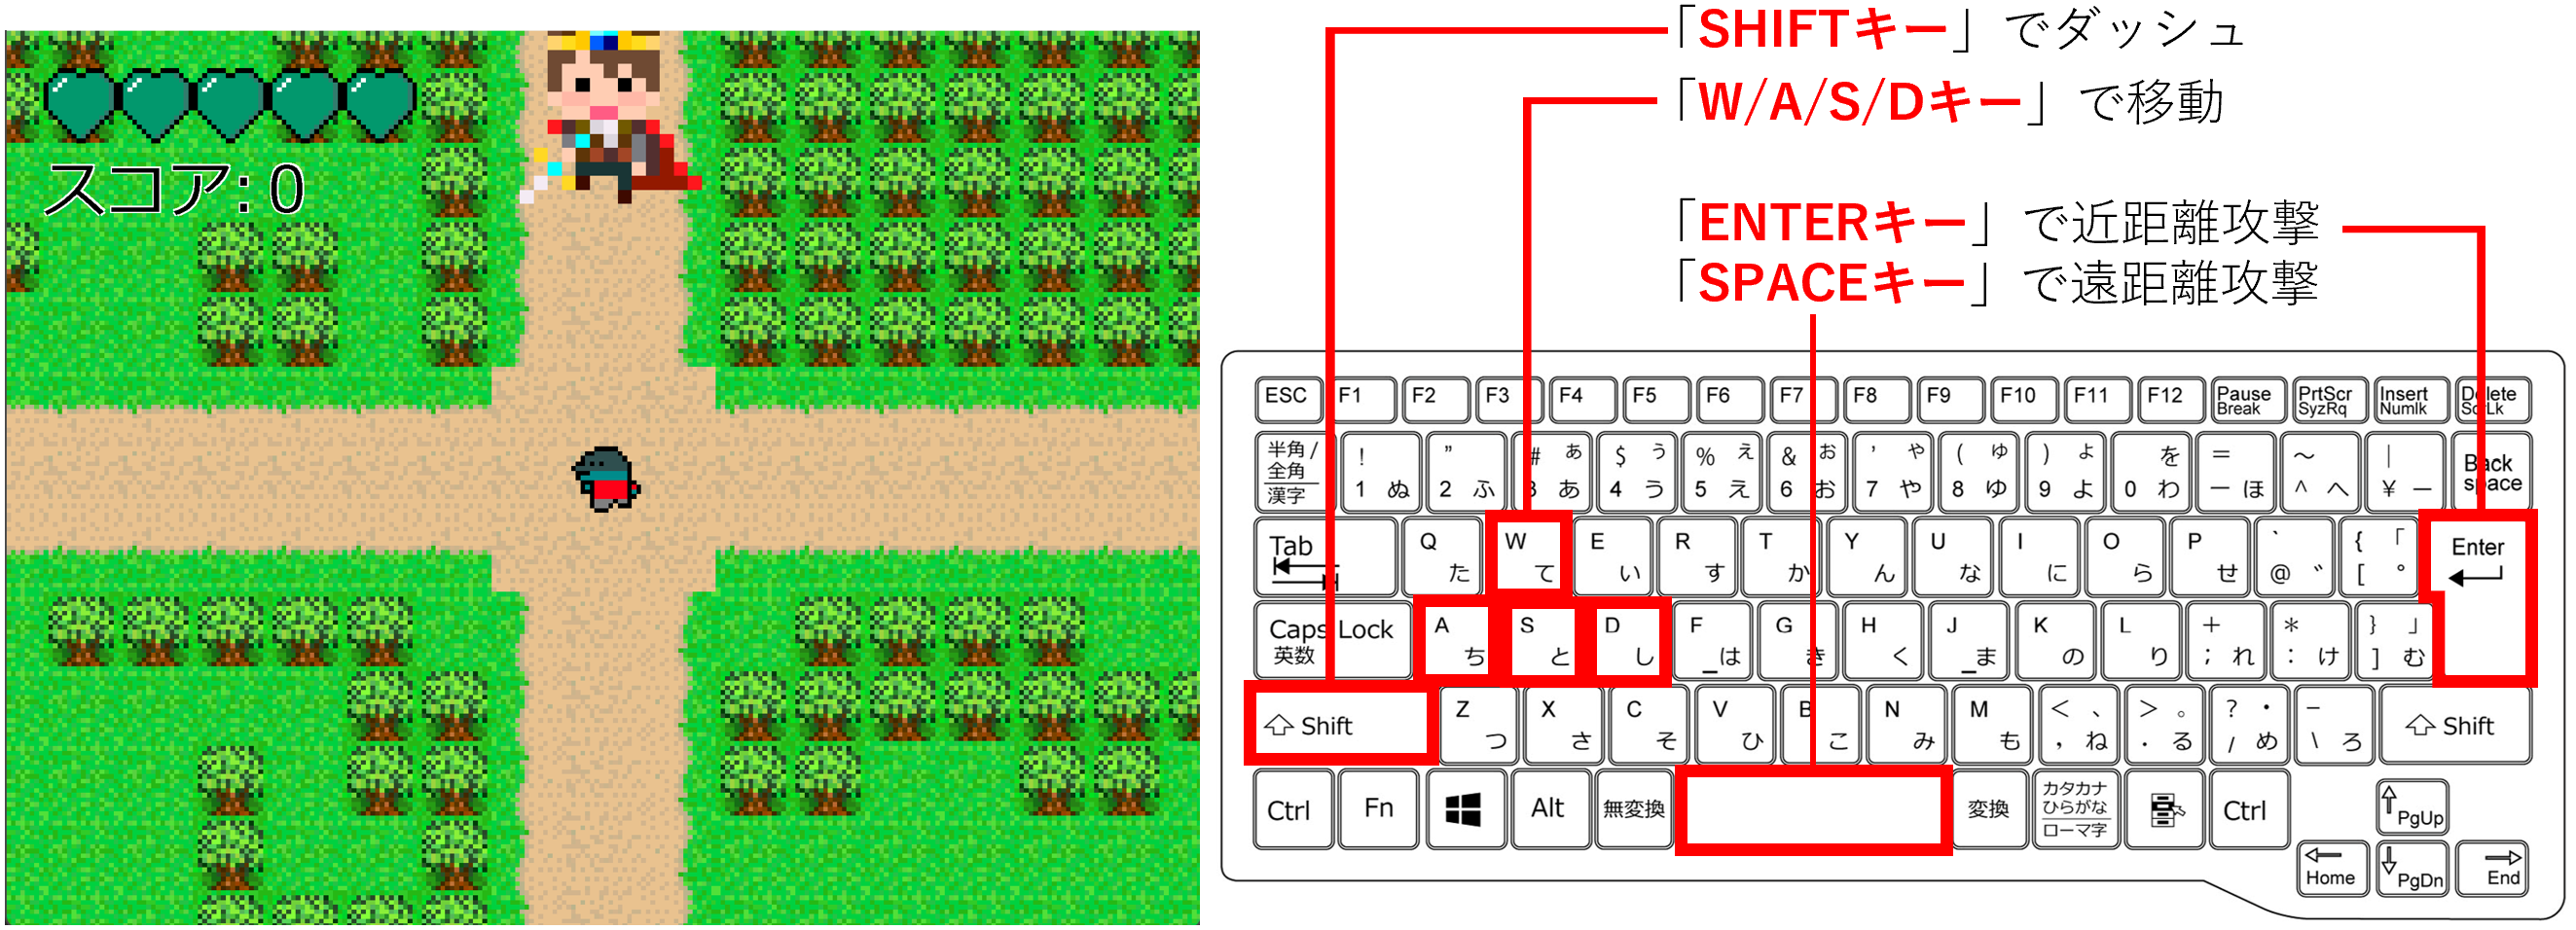 スコア:0
「SHIFTキー」でダッシュ
「W/A/S/Dキー」で移動
「ENTERキー」で近距離攻撃
「SPACEキー」で遠距離攻撃
ESC F1 F2 F3 F4 F5 F6 F7 F8 F9 F10 F11 F12 Pause Break PrtScr SyzRq Insert Numlk Delete ScrLk
半角/全角 漢字 ! 1 ぬ ” 2 ふ # ぁ 3 あ $ ぅ 4 う % ぇ 5 え & ぉ 6 お ’ ゃ 7 や ( ゅ 8 ゆ ) ょ 9 よ を 0 わ = ー ほ ～ ^ へ | ¥ ー Back space
Tab Q た W て E い R す T か Y ん U な I に O ら P せ ` @ ゛ { 「 [ ゜ Enter
Caps Lock 英数 A ち S と D し F は G き H く J ま K の L り + ; れ * : け } 」 ] む
Shift Z つ X さ C そ V ひ B こ N み M も < 、 , ね > 。 . る ? ・ / め _ \ ろ Shift
Ctrl Fn Alt 無変換 変換 カタカナ ひらがな ローマ字 Ctrl PgUp
Home PgDn End